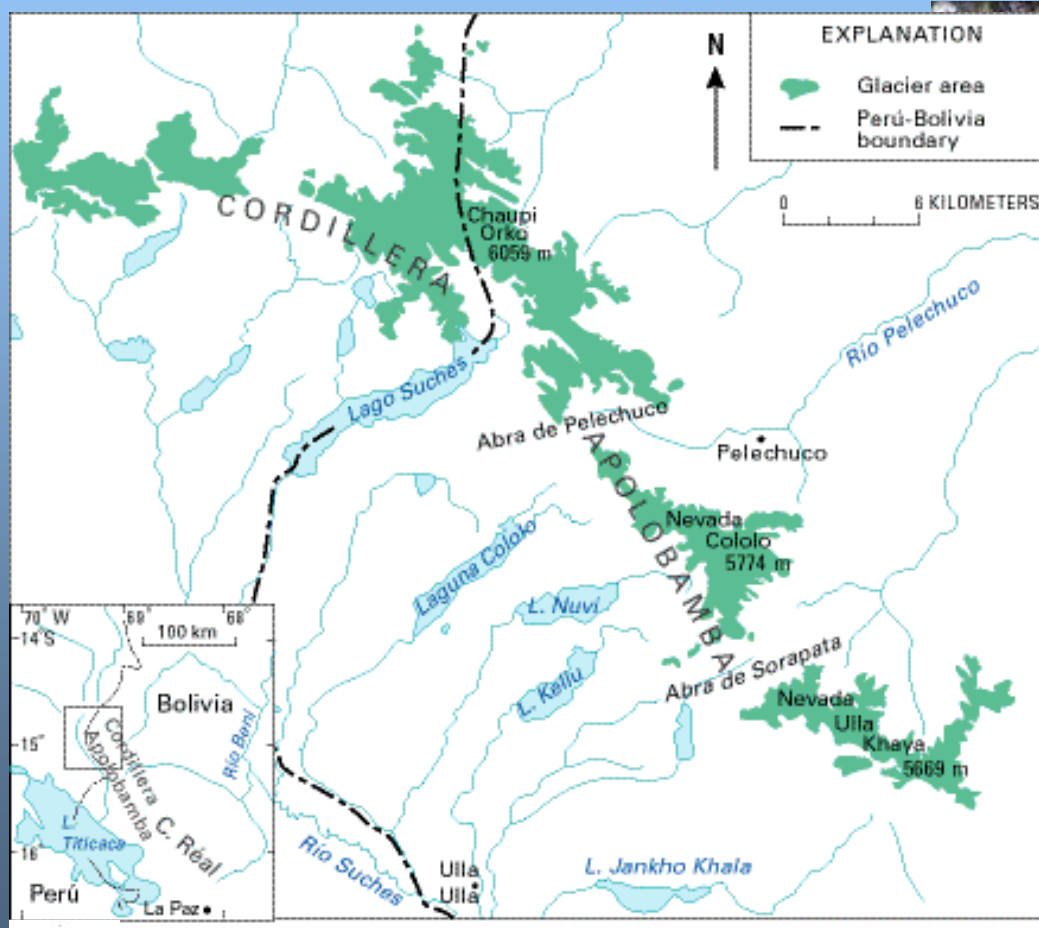 EXPLANATION
Glacier area
Perú-Bolivia
boundary
N
0 6 KILOMETERS
CORDILLERA
Chaupi
Orko
6059 m
Río Pelechuco
Lago Suches
Abra de Pelechuco
APOLOBAMBA
Pelechuco
Nevada
Cololo
5774 m
Laguna Cololo
L. Nuvi
L. Kellu
Abra de Sorapata
Nevada
Ulla
Khaya
5669 m
Río Suches
Ulla
Ulla
L. Jankho Khala
70° W 69° 68°
14° S
100 km
Bolivia
Río Beni
15°
Cordillera
Apolobamba
C. Réal
L.
Titicaca
16°
Perú
La Paz